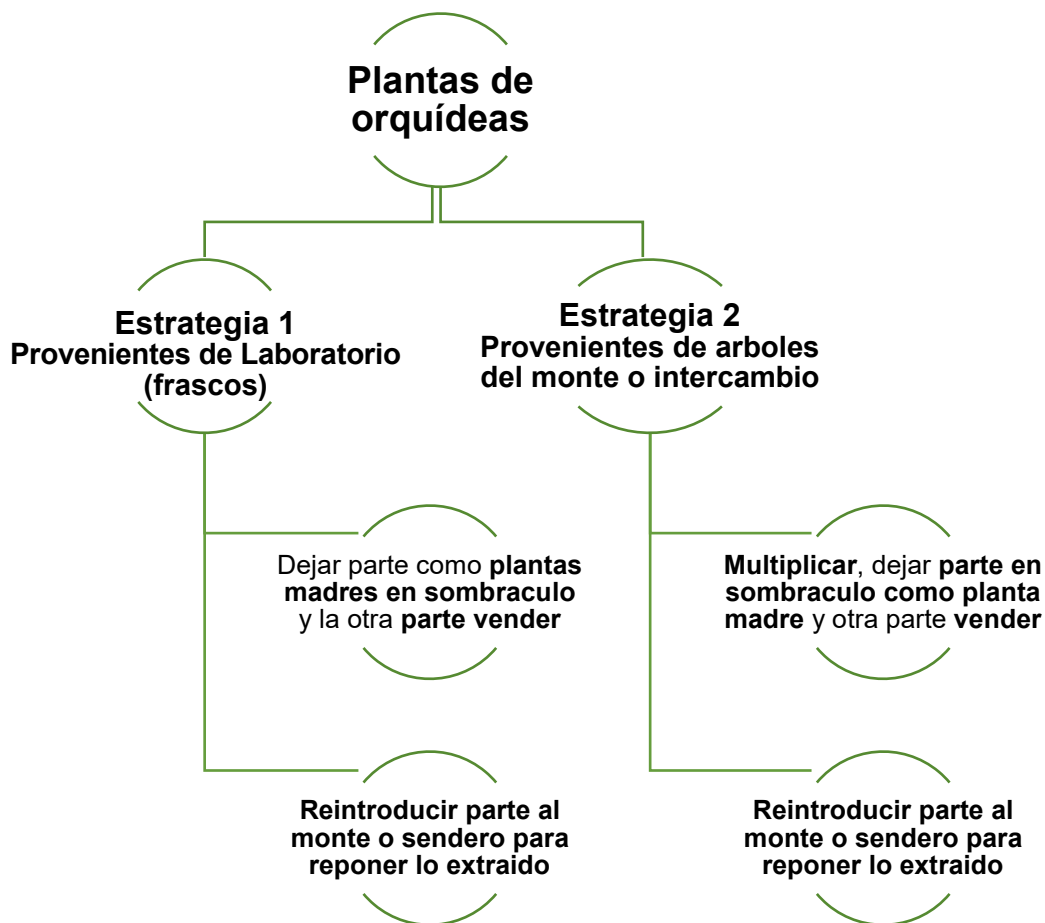 Plantas de
orquídeas
Estrategia 1
Provenientes de Laboratorio
(frascos)
Estrategia 2
Provenientes de arboles
del monte o intercambio
Dejar parte como plantas
madres en sombraculo
y la otra parte vender
Multiplicar, dejar parte en
sombraculo como planta
madre y otra parte vender
Reintroducir parte al
monte o sendero para
reponer lo extraido
Reintroducir parte al
monte o sendero para
reponer lo extraido